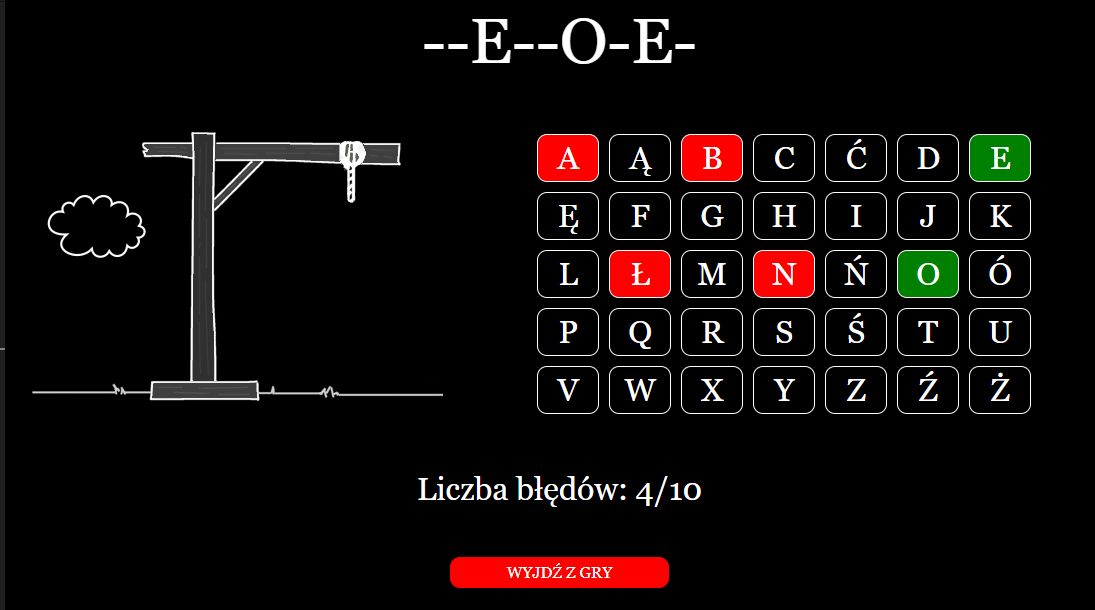 --E--O-E-
A Ą B C Ć D E
Ę F G H I J K
L Ł M N Ń O Ó
P Q R S Ś T U
V W X Y Z Ź Ż
Liczba błędów: 4/10
WYJDŹ Z GRY